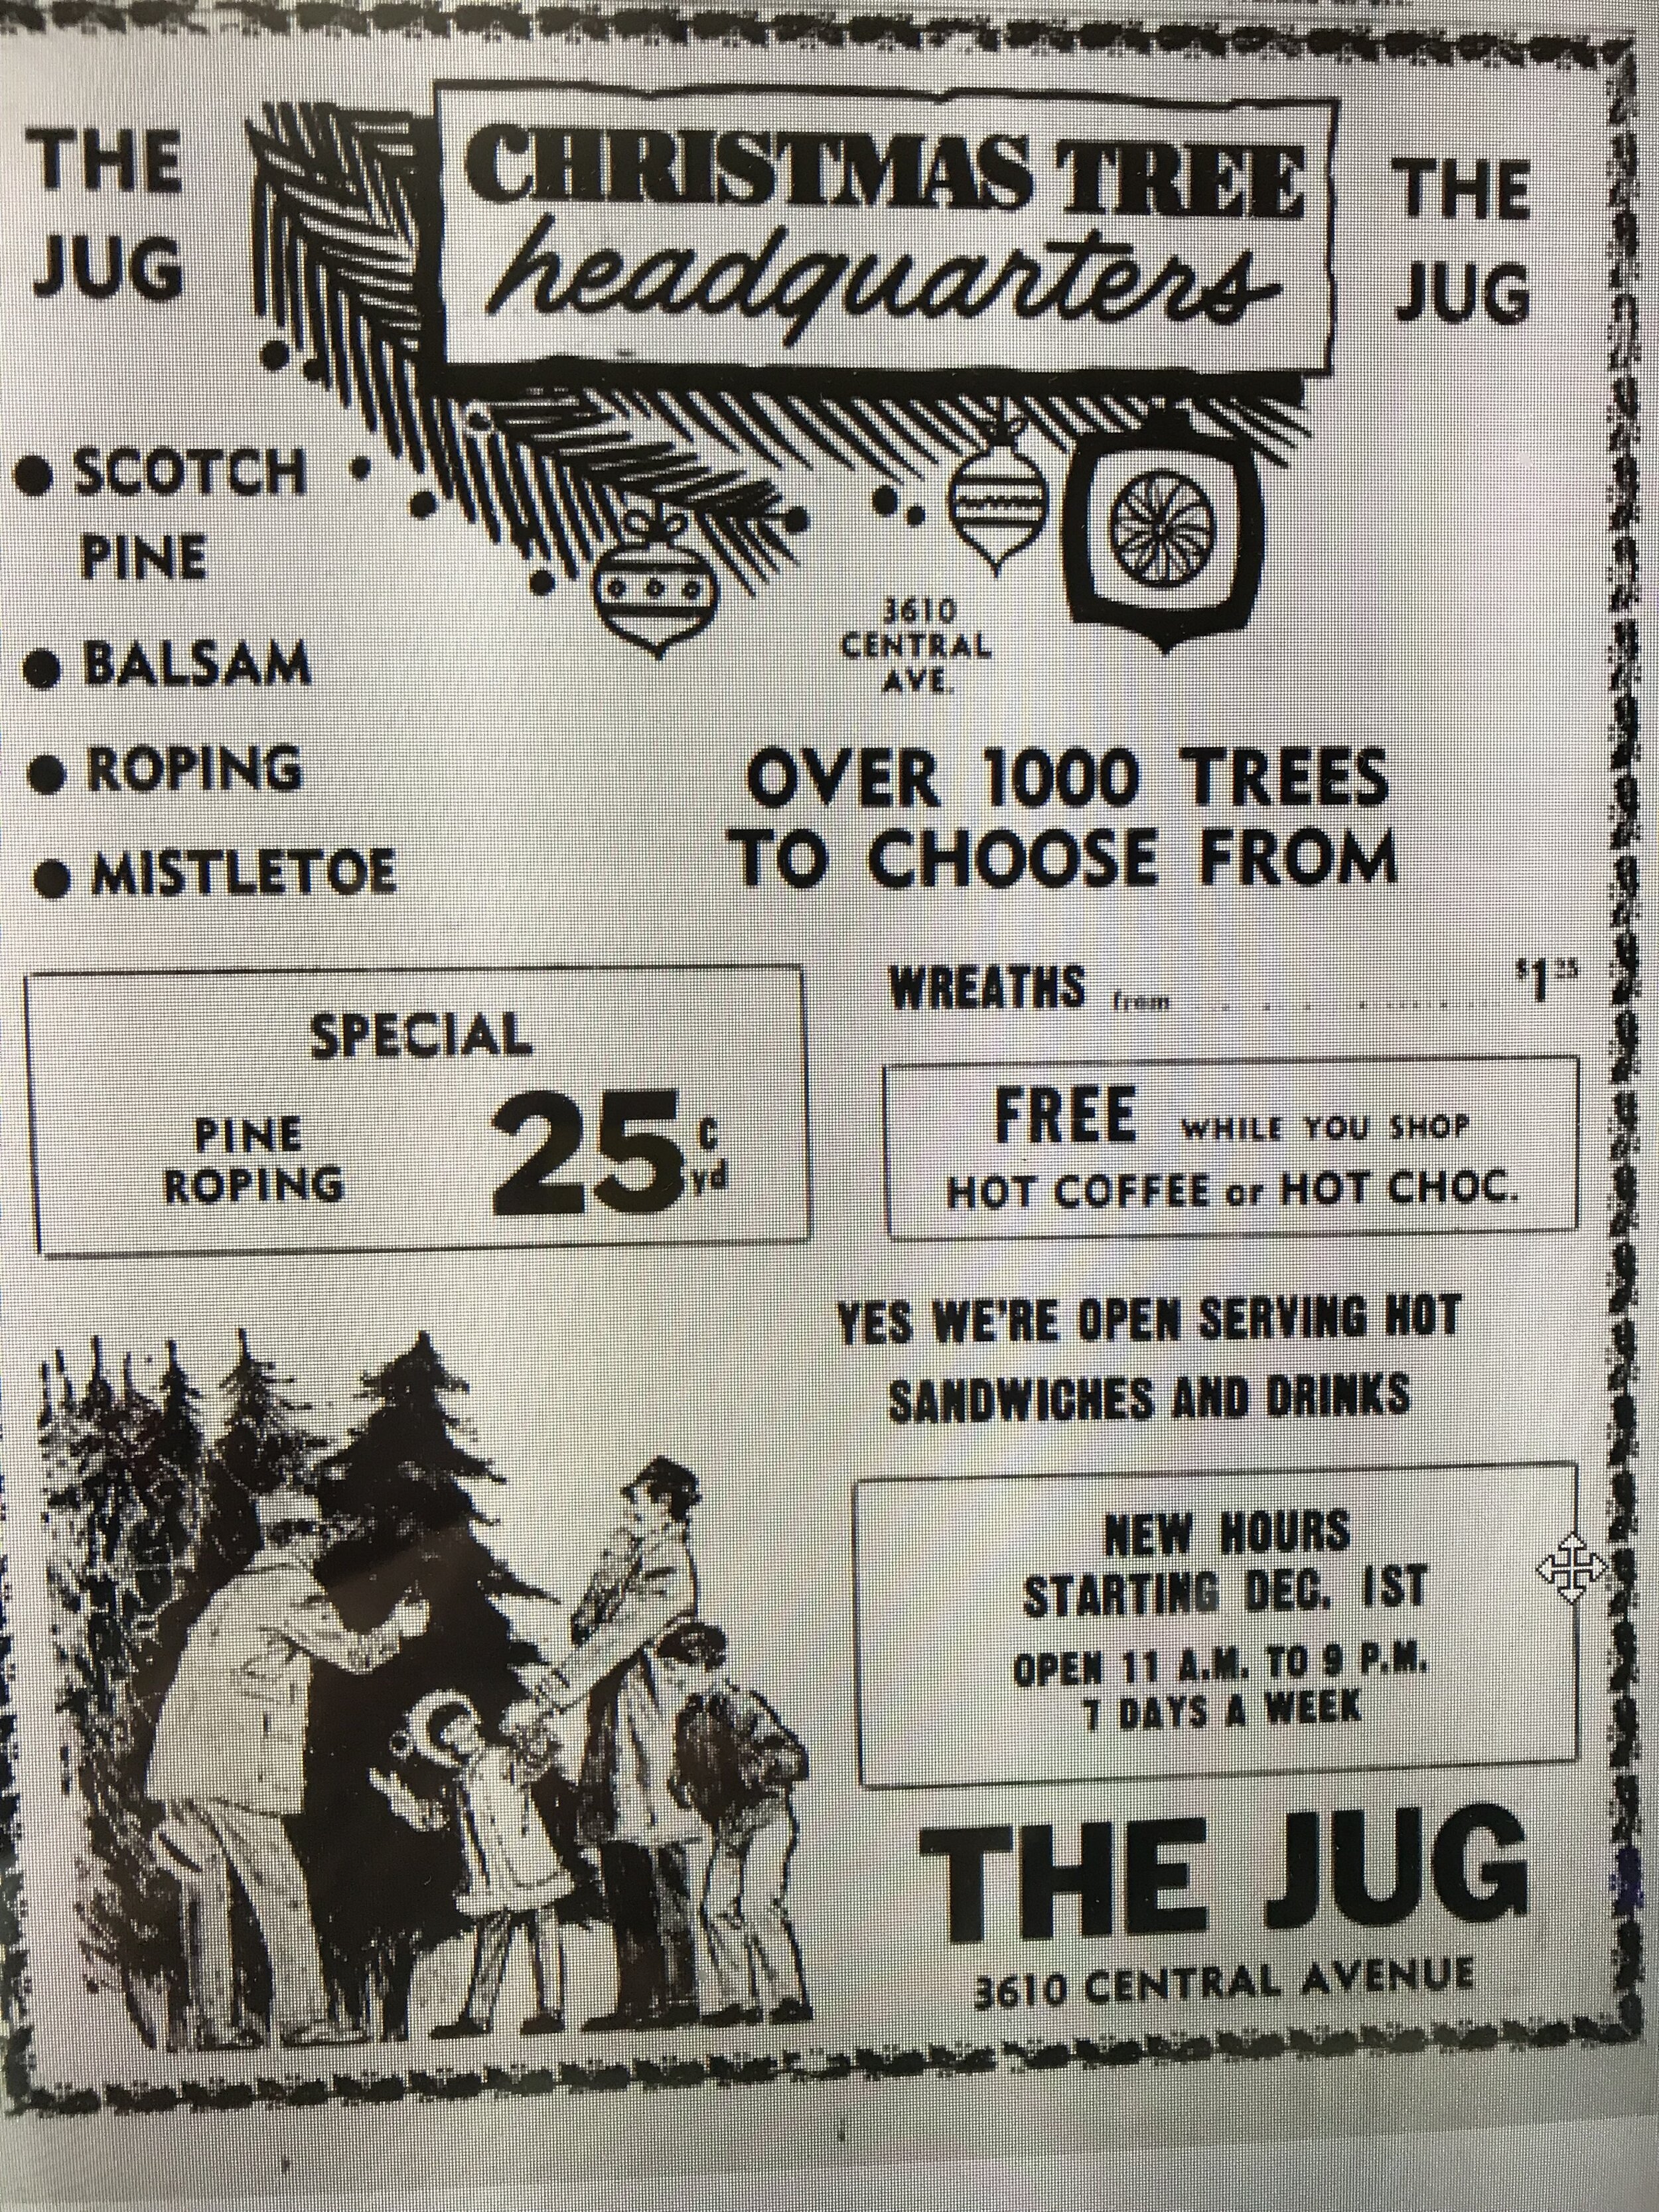 THE
JUG
CHRISTMAS TREE
headquarters
THE
JUG
● SCOTCH
PINE
● BALSAM
● ROPING
● MISTLETOE
3610
CENTRAL
AVE.
OVER 1000 TREES
TO CHOOSE FROM
SPECIAL
PINE
ROPING
25 c yd
WREATHS from . . . . . . . . . $1 25
FREE WHILE YOU SHOP
HOT COFFEE or HOT CHOC.
YES WE'RE OPEN SERVING HOT
SANDWICHES AND DRINKS
NEW HOURS
STARTING DEC. 1ST
OPEN 11 A.M. TO 9 P.M.
7 DAYS A WEEK
THE JUG
3610 CENTRAL AVENUE